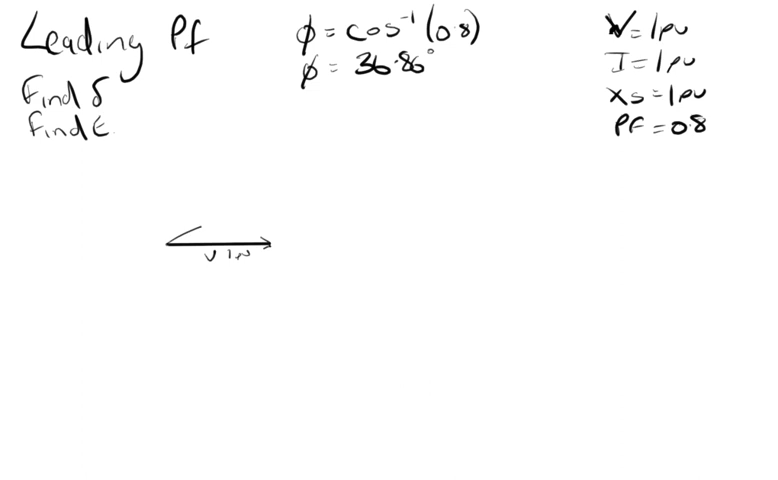 Leading Pf
Find δ
Find E
ϕ = cos⁻¹ (0.8)
ϕ = 36.86°
V = 1pu
I = 1pu
Xs = 1pu
PF = 0.8
V